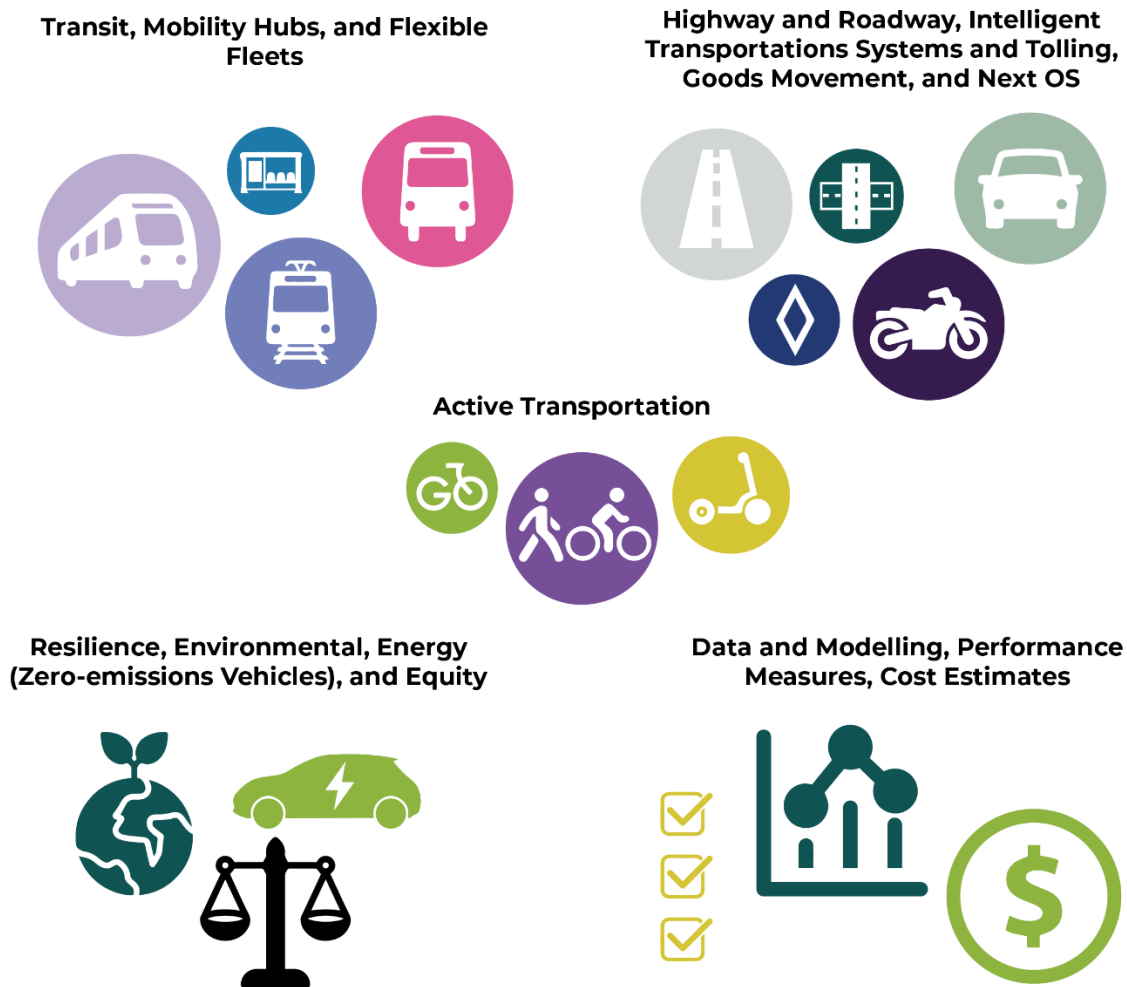 Transit, Mobility Hubs, and Flexible
Fleets
Highway and Roadway, Intelligent
Transportations Systems and Tolling,
Goods Movement, and Next OS
Active Transportation
GO
Resilience, Environmental, Energy
(Zero-emissions Vehicles), and Equity
Data and Modelling, Performance
Measures, Cost Estimates
$